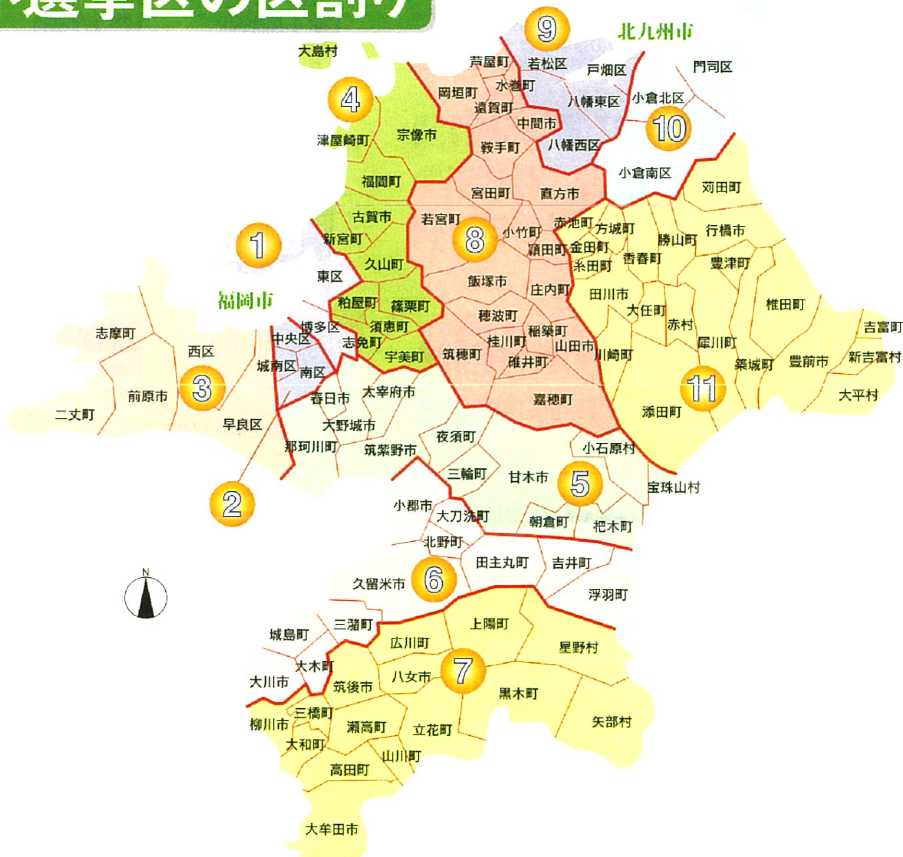 小選挙区の区割り
大島村
⑨
北九州市
芦屋町
若松区
戸畑区
門司区
④
岡垣町
水巻町
遠賀町
八幡東区
小倉北区
⑩
津屋崎町
宗像市
中間市
鞍手町
八幡西区
小倉南区
福間町
宮田町
直方市
苅田町
古賀市
若宮町
⑧
小竹町
赤池町
方城町
行橋市
①
新宮町
頴田町
金田町
勝山町
久山町
糸田町
香春町
豊津町
東区
飯塚市
庄内町
田川市
福岡市
粕屋町
篠栗町
大任町
椎田町
志摩町
博多区
須恵町
穂波町
稲築町
赤村
吉富町
中央区
志免町
桂川町
山田市
犀川町
西区
宇美町
筑穂町
碓井町
川崎町
築城町
豊前市
新吉富村
城南区
南区
③
前原市
春日市
太宰府市
嘉穂町
⑪
大平村
二丈町
早良区
大野城市
添田町
那珂川町
筑紫野市
夜須町
小石原村
三輪町
甘木市
⑤
宝珠山村
②
小郡市
大刀洗町
朝倉町
杷木町
北野町
田主丸町
吉井町
久留米市
⑥
浮羽町
N
城島町
三潴町
広川町
上陽町
星野村
大木町
大川市
筑後市
八女市
⑦
黒木町
柳川市
三橋町
瀬高町
立花町
矢部村
大和町
山川町
高田町
大牟田市